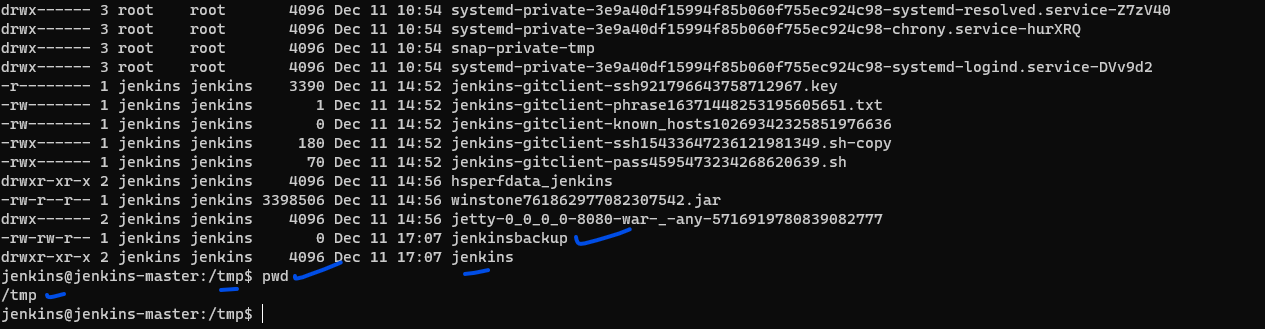 drwx------ 3 root    root       4096 Dec 11 10:54 systemd-private-3e9a40df15994f85b060f755ec924c98-systemd-resolved.service-Z7zV40
drwx------ 3 root    root       4096 Dec 11 10:54 systemd-private-3e9a40df15994f85b060f755ec924c98-chrony.service-hurXRQ
drwx------ 3 root    root       4096 Dec 11 10:54 snap-private-tmp
drwx------ 3 root    root       4096 Dec 11 10:54 systemd-private-3e9a40df15994f85b060f755ec924c98-systemd-logind.service-DVv9d2
-r-------- 1 jenkins jenkins    3390 Dec 11 14:52 jenkins-gitclient-ssh921796643758712967.key
-rw------- 1 jenkins jenkins       1 Dec 11 14:52 jenkins-gitclient-phrase16371448253195605651.txt
-rw------- 1 jenkins jenkins       0 Dec 11 14:52 jenkins-gitclient-known_hosts10269342325851976636
-rwx------ 1 jenkins jenkins     180 Dec 11 14:52 jenkins-gitclient-ssh15433647236121981349.sh-copy
-rwx------ 1 jenkins jenkins      70 Dec 11 14:52 jenkins-gitclient-pass4595473234268620639.sh
drwxr-xr-x 2 jenkins jenkins    4096 Dec 11 14:56 hsperfdata_jenkins
-rw-r--r-- 1 jenkins jenkins 3398506 Dec 11 14:56 winstone761862977082307542.jar
drwx------ 2 jenkins jenkins    4096 Dec 11 14:56 jetty-0_0_0_0-8080-war-_-any-5716919780839082777
-rw-rw-r-- 1 jenkins jenkins       0 Dec 11 17:07 jenkinsbackup
drwxr-xr-x 2 jenkins jenkins    4096 Dec 11 17:07 jenkins
jenkins@jenkins-master:/tmp$ pwd
/tmp
jenkins@jenkins-master:/tmp$